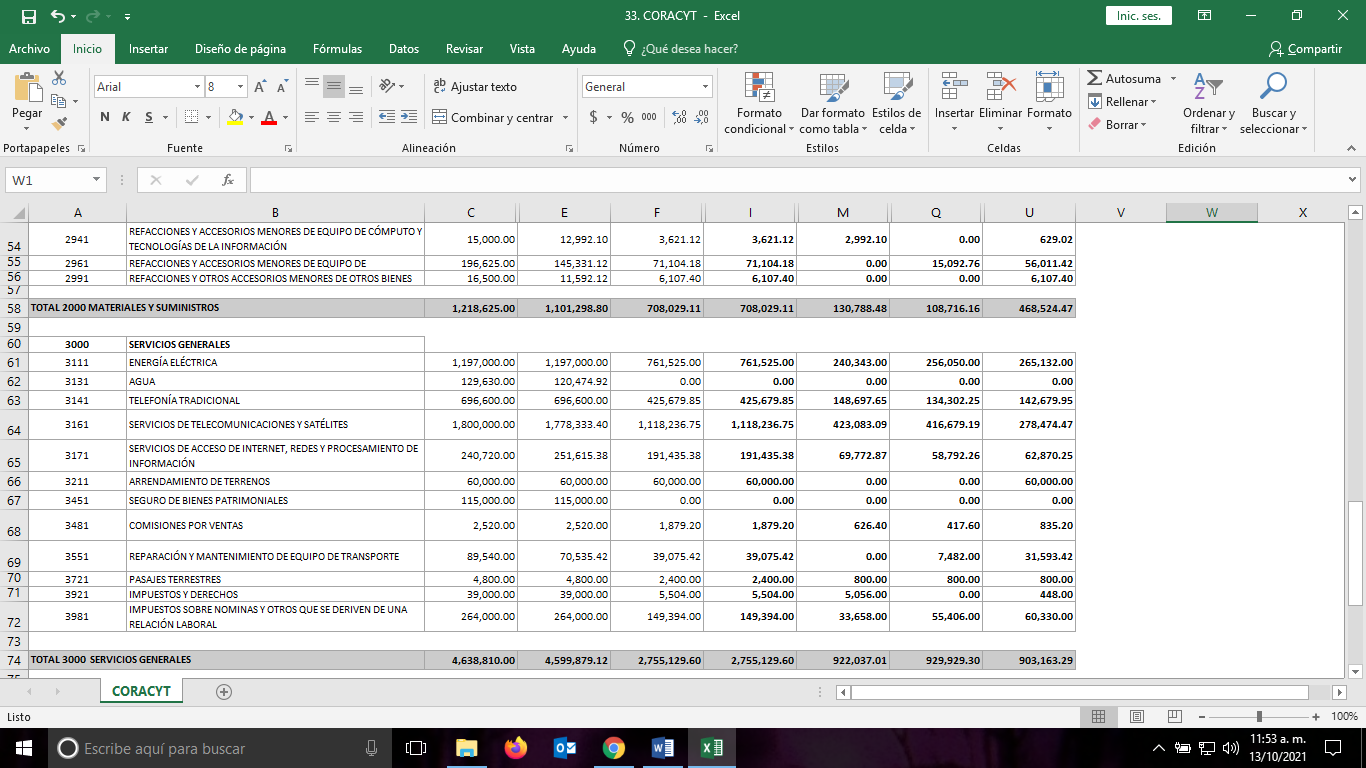 33. CORACYT - Excel
Inic. ses.
Archivo Inicio Insertar Diseño de página Fórmulas Datos Revisar Vista Ayuda ¿Qué desea hacer? Compartir
Pegar
Arial 8 A A
N K S A
ab Ajustar texto
Combinar y centrar
General
$ % 000
Formato condicional
Dar formato como tabla
Estilos de celda
Insertar Eliminar Formato
Autosuma
Rellenar
Borrar
Ordenar y filtrar
Buscar y seleccionar
Portapapeles Fuente Alineación Número Estilos Celdas Edición
W1 fx
A B C E F I M Q U V W X
54 2941 REFACCIONES Y ACCESORIOS MENORES DE EQUIPO DE CÓMPUTO Y TECNOLOGÍAS DE LA INFORMACIÓN 15,000.00 12,992.10 3,621.12 3,621.12 2,992.10 0.00 629.02
55 2961 REFACCIONES Y ACCESORIOS MENORES DE EQUIPO DE 196,625.00 145,331.12 71,104.18 71,104.18 0.00 15,092.76 56,011.42
56 2991 REFACCIONES Y OTROS ACCESORIOS MENORES DE OTROS BIENES 16,500.00 11,592.12 6,107.40 6,107.40 0.00 0.00 6,107.40
57
58 TOTAL 2000 MATERIALES Y SUMINISTROS 1,218,625.00 1,101,298.80 708,029.11 708,029.11 130,788.48 108,716.16 468,524.47
59
60 3000 SERVICIOS GENERALES
61 3111 ENERGÍA ELÉCTRICA 1,197,000.00 1,197,000.00 761,525.00 761,525.00 240,343.00 256,050.00 265,132.00
62 3131 AGUA 129,630.00 120,474.92 0.00 0.00 0.00 0.00 0.00
63 3141 TELEFONÍA TRADICIONAL 696,600.00 696,600.00 425,679.85 425,679.85 148,697.65 134,302.25 142,679.95
64 3161 SERVICIOS DE TELECOMUNICACIONES Y SATÉLITES 1,800,000.00 1,778,333.40 1,118,236.75 1,118,236.75 423,083.09 416,679.19 278,474.47
65 3171 SERVICIOS DE ACCESO DE INTERNET, REDES Y PROCESAMIENTO DE INFORMACIÓN 240,720.00 251,615.38 191,435.38 191,435.38 69,772.87 58,792.26 62,870.25
66 3211 ARRENDAMIENTO DE TERRENOS 60,000.00 60,000.00 60,000.00 60,000.00 0.00 0.00 60,000.00
67 3451 SEGURO DE BIENES PATRIMONIALES 115,000.00 115,000.00 0.00 0.00 0.00 0.00 0.00
68 3481 COMISIONES POR VENTAS 2,520.00 2,520.00 1,879.20 1,879.20 626.40 417.60 835.20
69 3551 REPARACIÓN Y MANTENIMIENTO DE EQUIPO DE TRANSPORTE 89,540.00 70,535.42 39,075.42 39,075.42 0.00 7,482.00 31,593.42
70 3721 PASAJES TERRESTRES 4,800.00 4,800.00 2,400.00 2,400.00 800.00 800.00 800.00
71 3921 IMPUESTOS Y DERECHOS 39,000.00 39,000.00 5,504.00 5,504.00 5,056.00 0.00 448.00
72 3981 IMPUESTOS SOBRE NOMINAS Y OTROS QUE SE DERIVEN DE UNA RELACIÓN LABORAL 264,000.00 264,000.00 149,394.00 149,394.00 33,658.00 55,406.00 60,330.00
73
74 TOTAL 3000 SERVICIOS GENERALES 4,638,810.00 4,599,879.12 2,755,129.60 2,755,129.60 922,037.01 929,929.30 903,163.29
CORACYT
Listo 100%
Escribe aquí para buscar
11:53 a. m.
13/10/2021